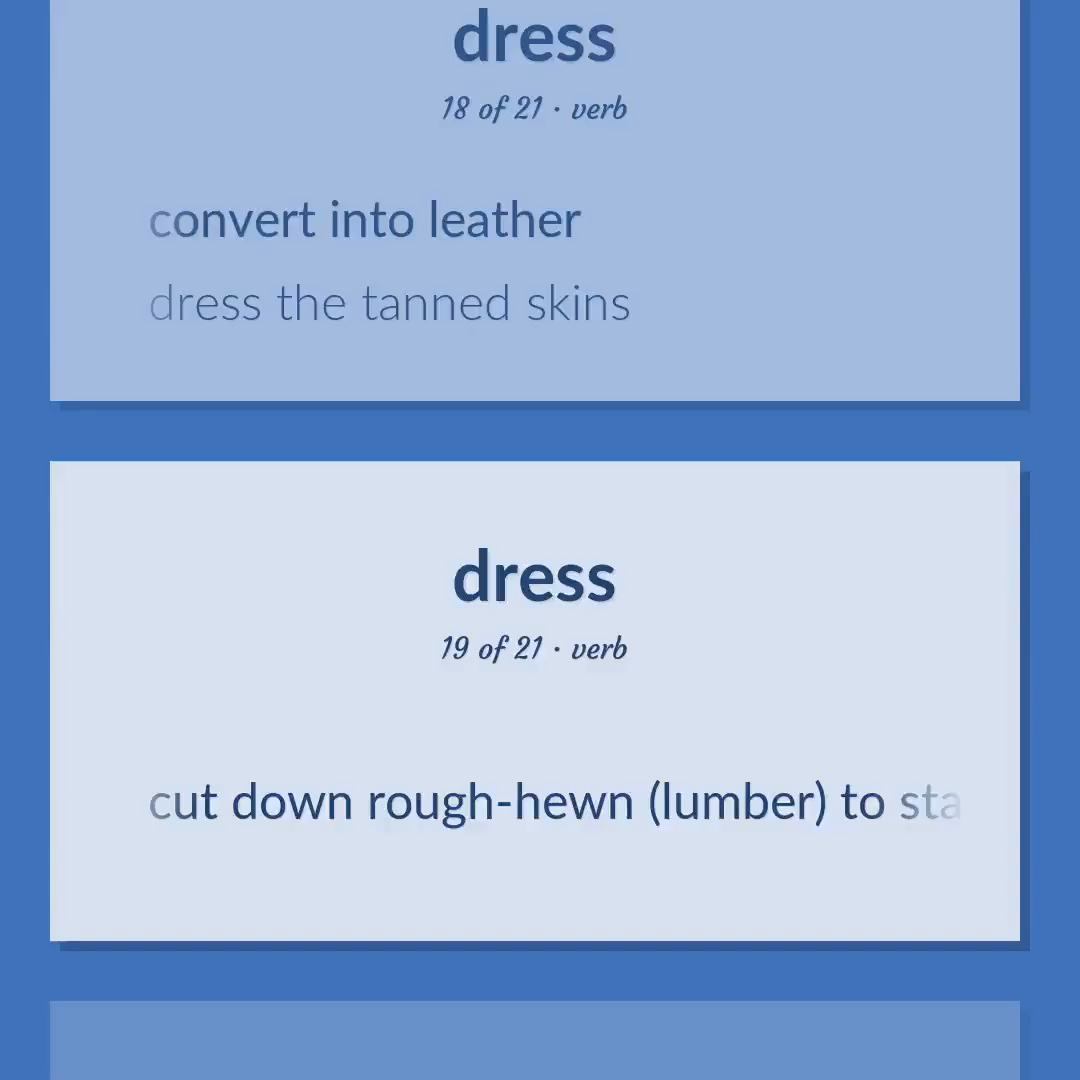 dress
18 of 21 · verb
convert into leather
dress the tanned skins
dress
19 of 21 · verb
cut down rough-hewn (lumber) to sta